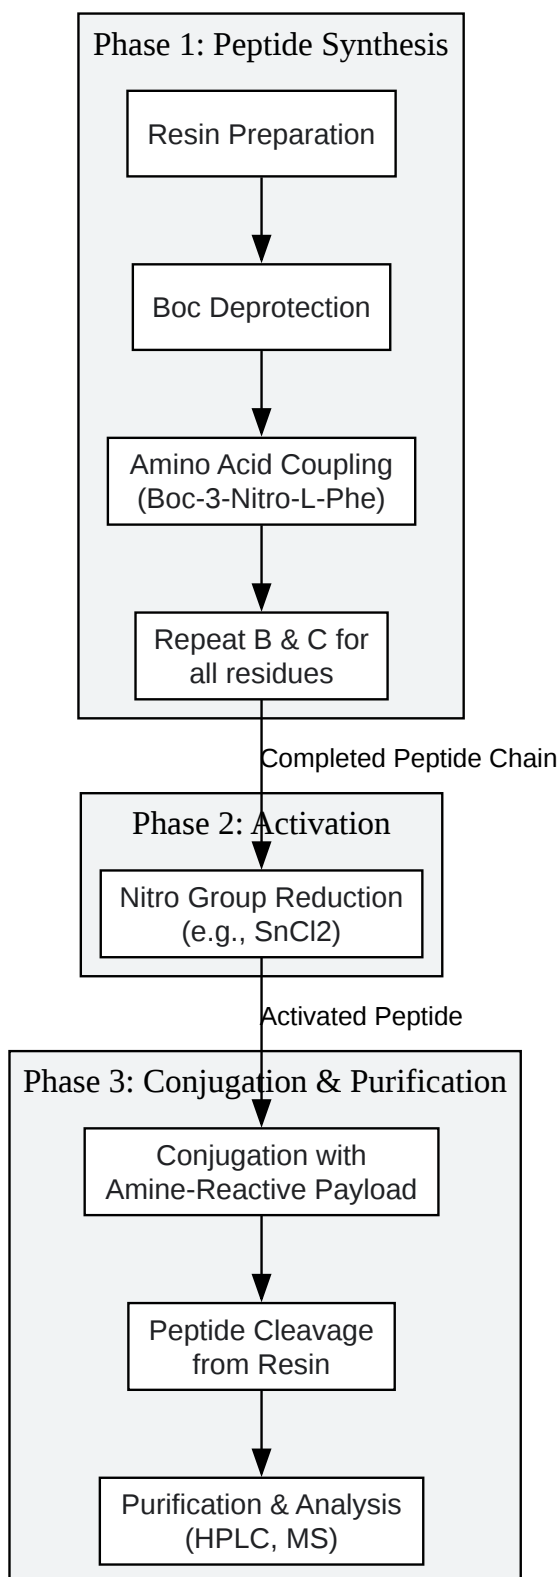 Phase 1: Peptide Synthesis
Resin Preparation
Boc Deprotection
Amino Acid Coupling
(Boc-3-Nitro-L-Phe)
Repeat B & C for
all residues
Completed Peptide Chain
Phase 2: Activation
Nitro Group Reduction
(e.g., SnCl2)
Activated Peptide
Phase 3: Conjugation & Purification
Conjugation with
Amine-Reactive Payload
Peptide Cleavage
from Resin
Purification & Analysis
(HPLC, MS)